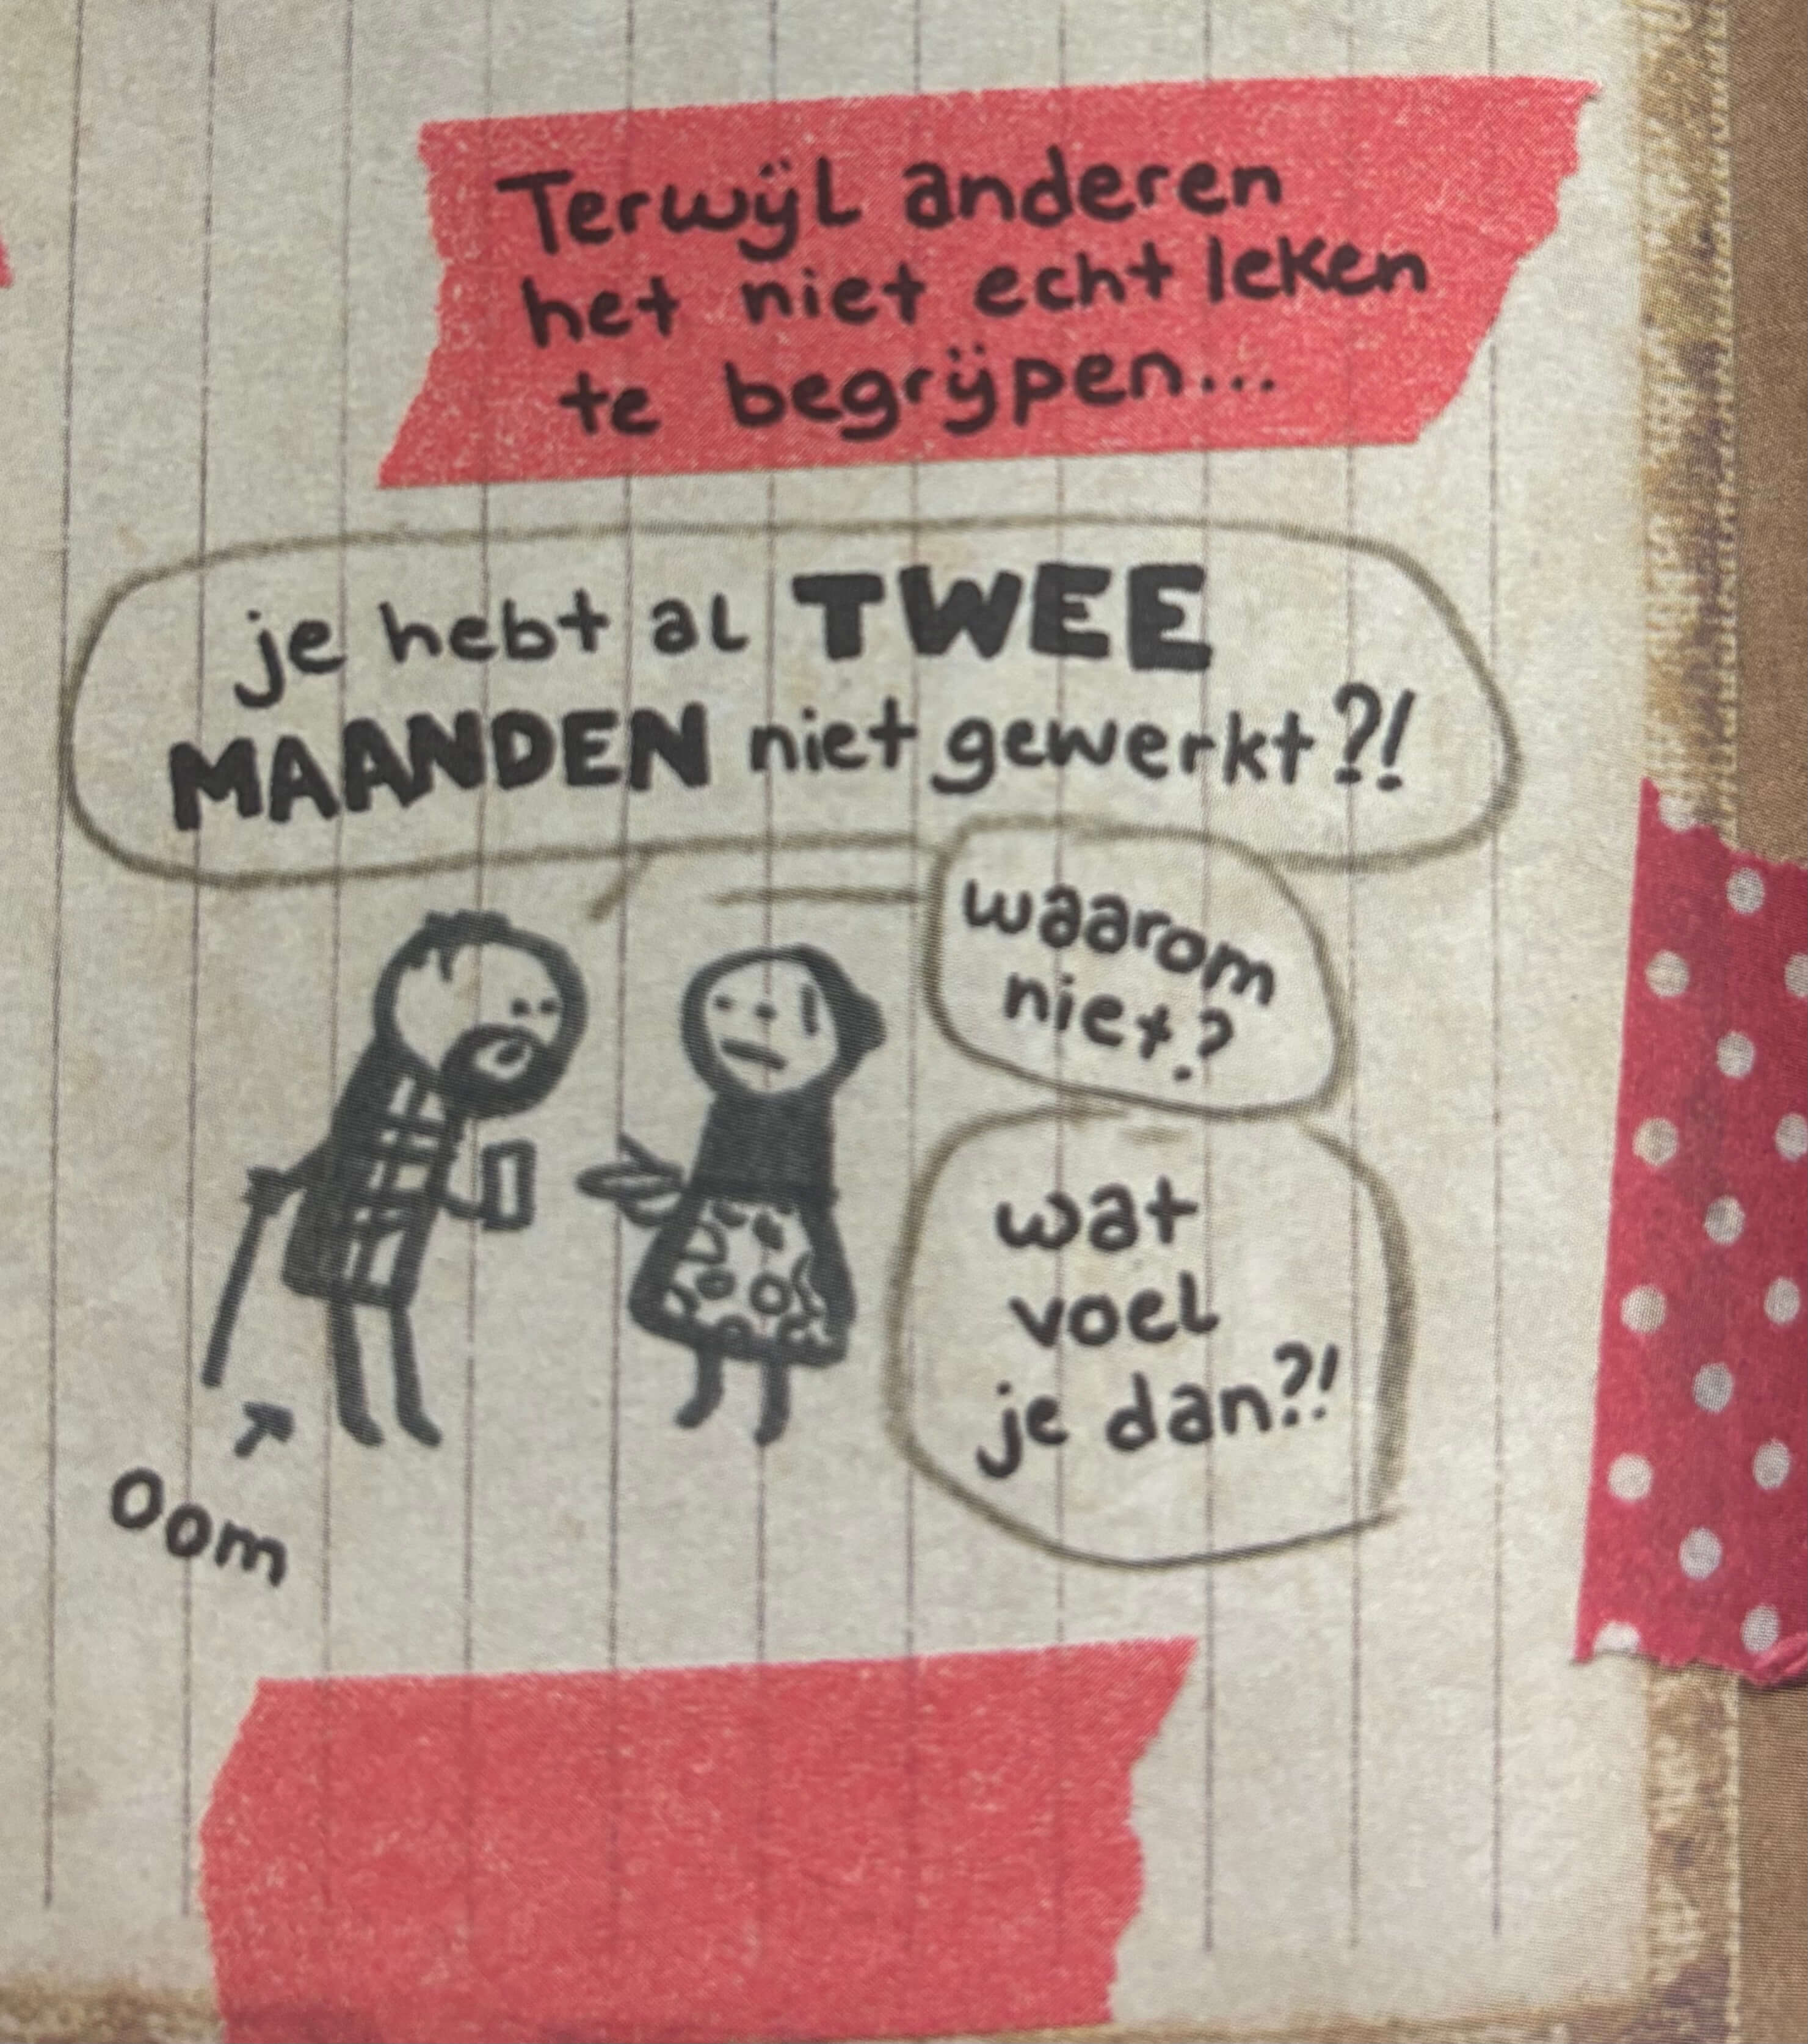 Terwijl anderen
het niet echt leken
te begrijpen...
je hebt al TWEE
MAANDEN niet gewerkt?!
waarom
niet?
wat
voel
je dan?!
Oom